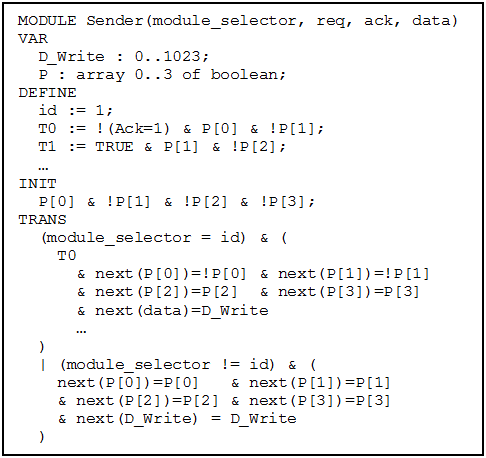 MODULE Sender(module_selector, req, ack, data)
VAR
  D_Write : 0..1023;
  P : array 0..3 of boolean;
DEFINE
  id := 1;
  T0 := !(Ack=1) & P[0] & !P[1];
  T1 := TRUE & P[1] & !P[2];
  …
INIT
  P[0] & !P[1] & !P[2] & !P[3];
TRANS
  (module_selector = id) & (
    T0
      & next(P[0])=!P[0] & next(P[1])=!P[1]
      & next(P[2])=P[2]  & next(P[3])=P[3]
      & next(data)=D_Write
      …
  )
  | (module_selector != id) & (
    next(P[0])=P[0]   & next(P[1])=P[1]
    & next(P[2])=P[2] & next(P[3])=P[3]
    & next(D_Write) = D_Write
  )